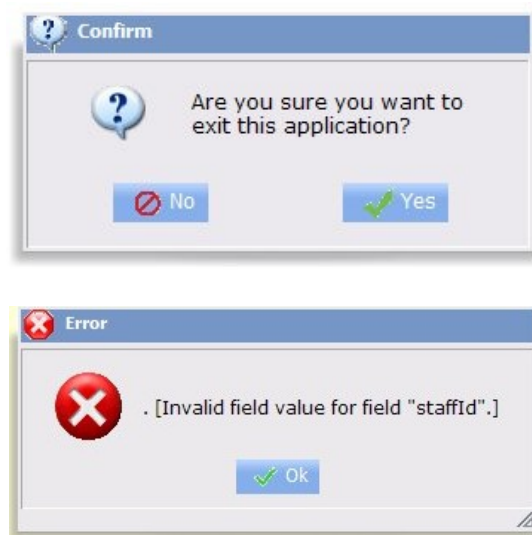 Confirm
Are you sure you want to
exit this application?
No
Yes
Error
. [Invalid field value for field "staffId".]
Ok